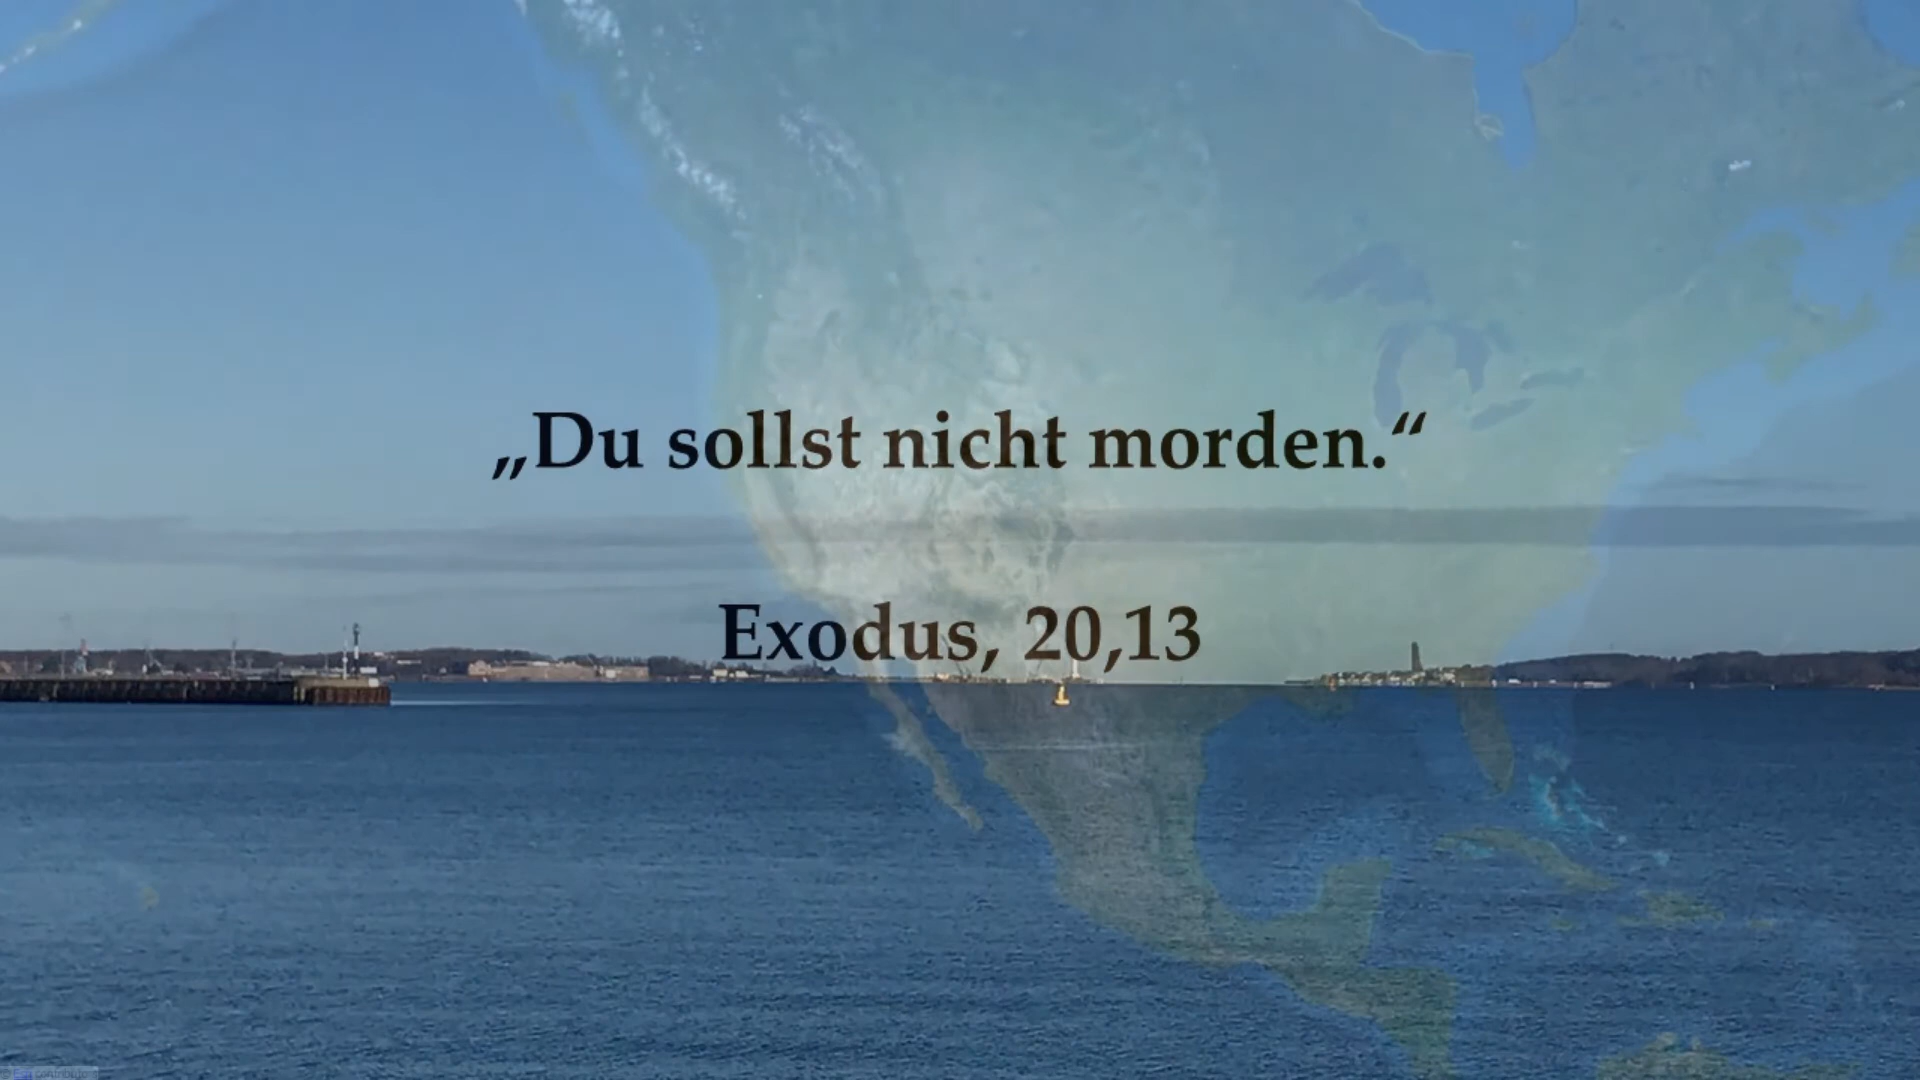 „Du sollst nicht morden.“
Exodus, 20,13